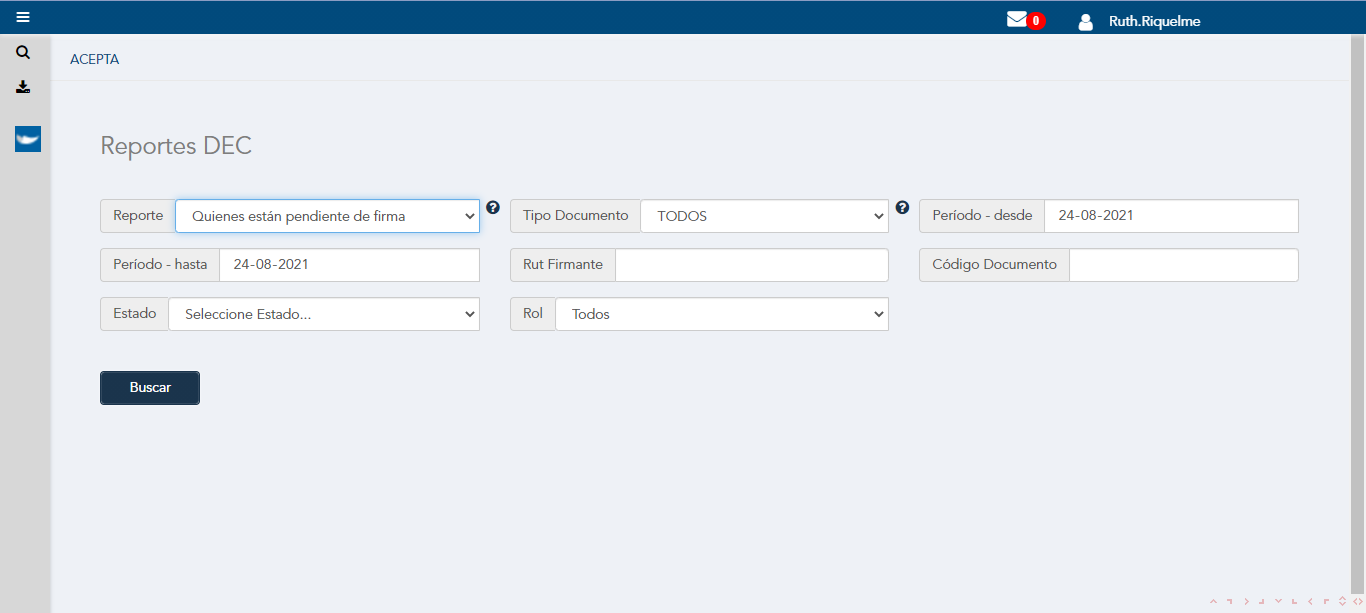 0 Ruth.Riquelme
ACEPTA
Reportes DEC
Reporte Quienes están pendiente de firma ? Tipo Documento TODOS ? Período - desde 24-08-2021
Período - hasta 24-08-2021 Rut Firmante Código Documento
Estado Seleccione Estado... Rol Todos
Buscar